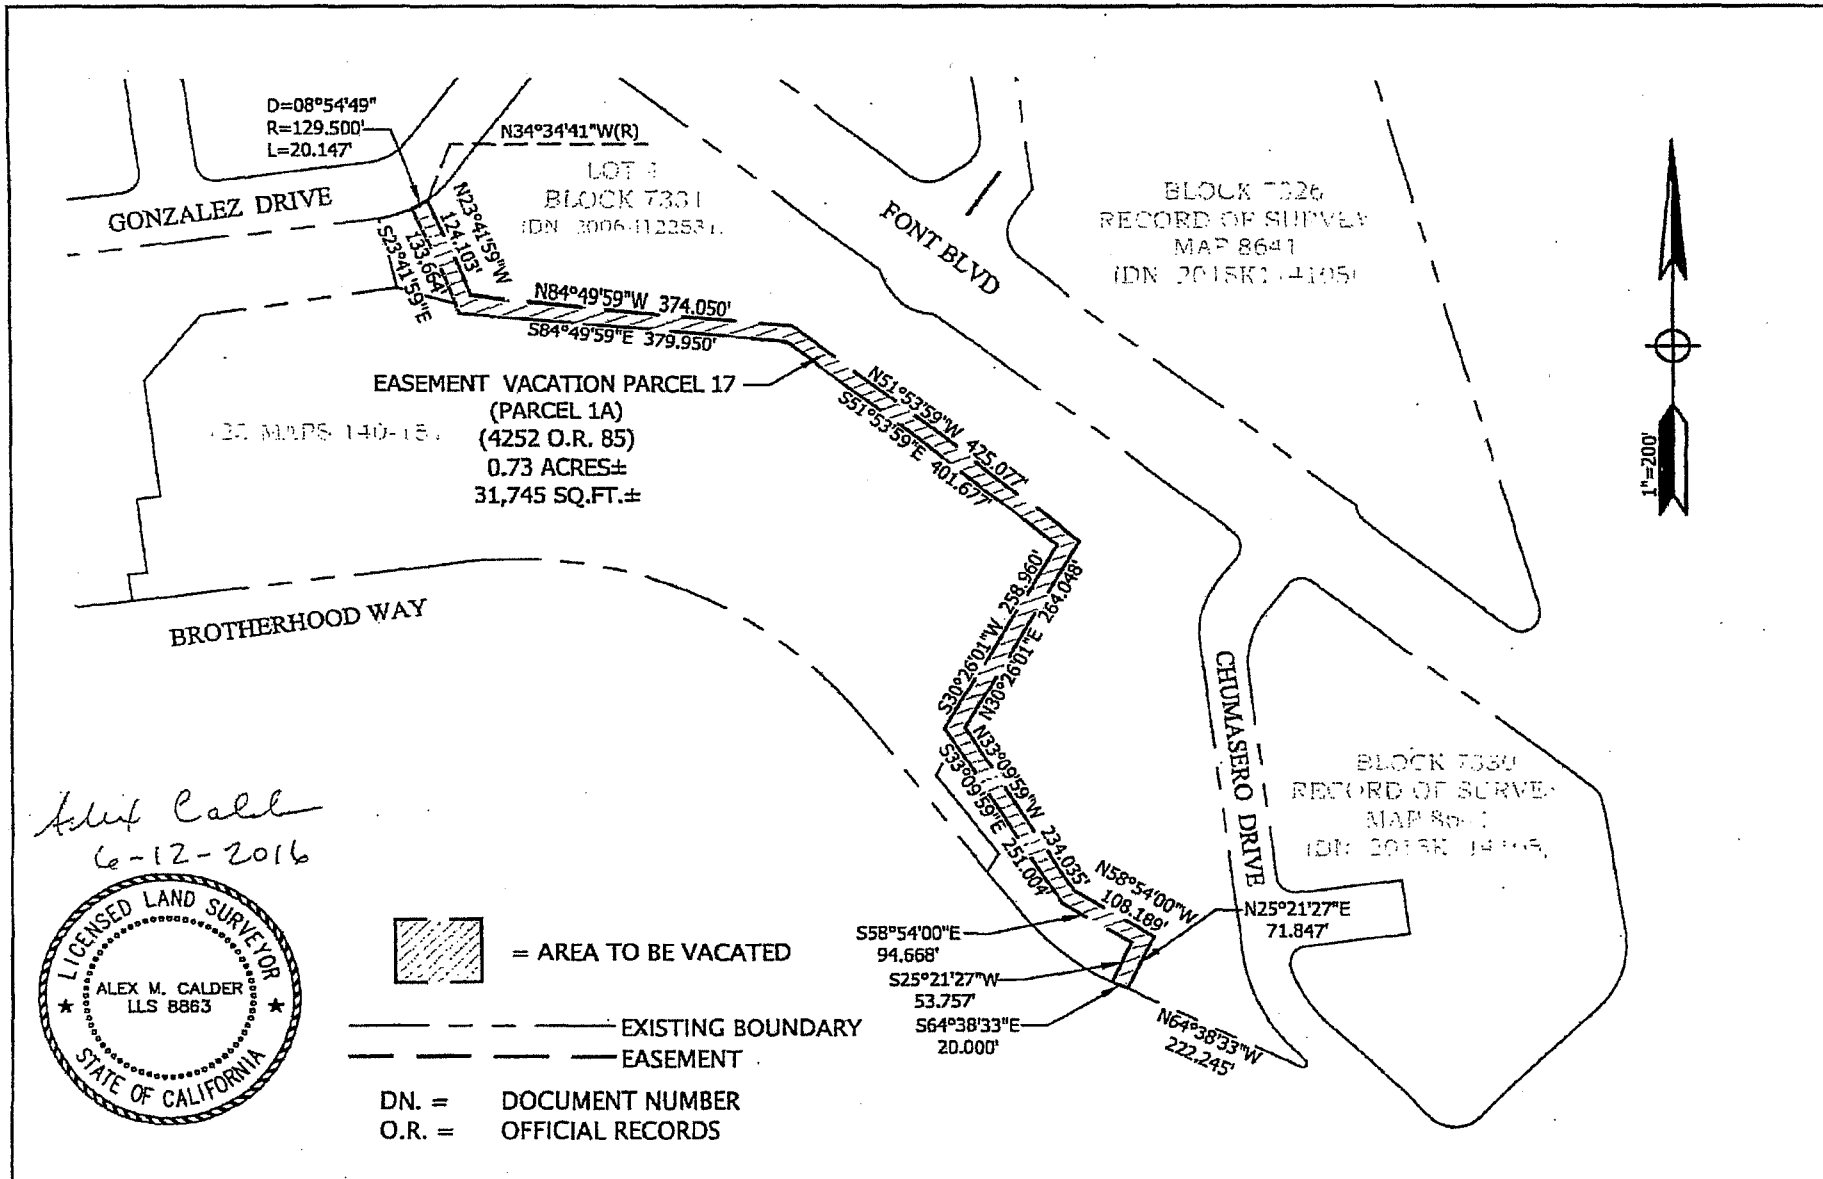 D=08°54'49"
R=129.500'
L=20.147'
N34°34'41"W(R)
LOT
BLOCK 7331
GONZALEZ DRIVE
N23°41'59"W
124.103'
133.664'
S23°41'59"E
N84°49'59"W 374.050'
S84°49'59"E 379.950'
FONT BLVD
BLOCK 7326
RECORD OF SURVEY
MAP 8641
EASEMENT VACATION PARCEL 17
(PARCEL 1A)
(4252 O.R. 85)
0.73 ACRES±
31,745 SQ.FT.±
MAPS
N51°53'59"W 425.077'
S51°53'59"E 401.677'
1"=200'
S30°26'01"W 258.960'
N30°26'01"E 264.048'
BROTHERHOOD WAY
CHUMASERO DRIVE
N33°09'59"W 234.035'
S33°09'59"E 251.004'
BLOCK 7330
RECORD OF
MAP
N58°54'00"W
108.189'
N25°21'27"E
71.847'
S58°54'00"E
94.668'
S25°21'27"W
53.757'
S64°38'33"E
20.000'
N64°38'33"W
222.245'
Alex Calder
6-12-2016
LICENSED LAND SURVEYOR
ALEX M. CALDER
LLS 8863
STATE OF CALIFORNIA
= AREA TO BE VACATED
EXISTING BOUNDARY
EASEMENT
DN. = DOCUMENT NUMBER
O.R. = OFFICIAL RECORDS